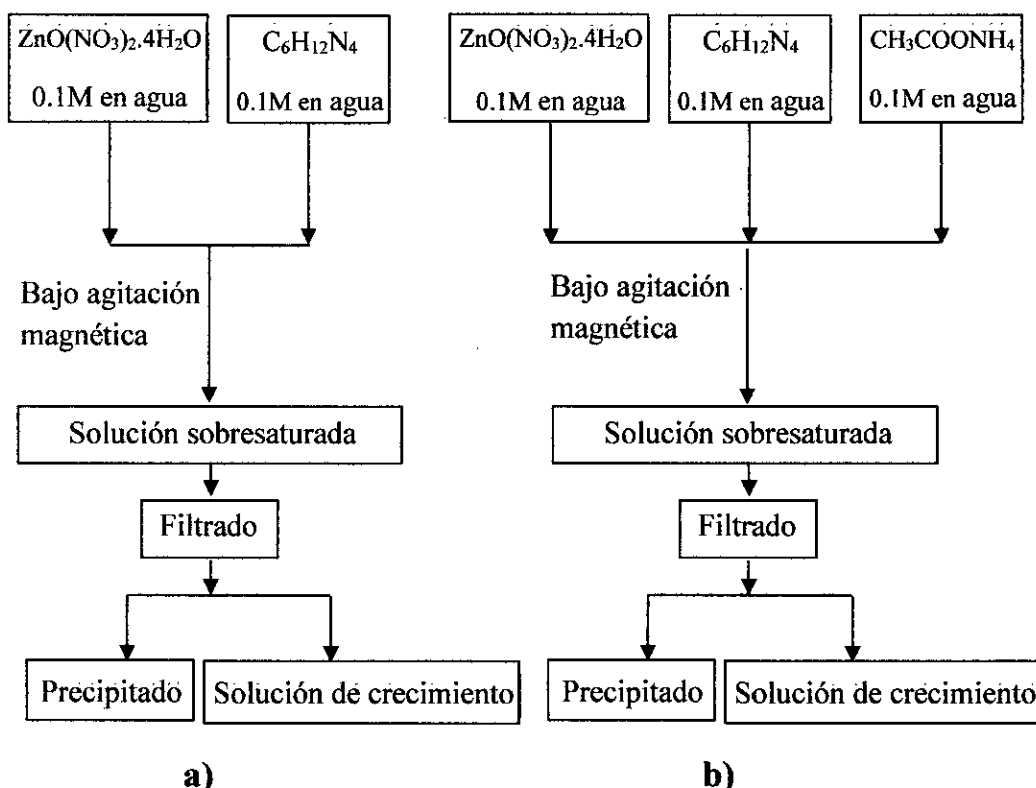 ZnO(NO₃)₂.4H₂O
0.1M en agua
C₆H₁₂N₄
0.1M en agua
Bajo agitación
magnética
Solución sobresaturada
Filtrado
Precipitado
Solución de crecimiento
a)
ZnO(NO₃)₂.4H₂O
0.1M en agua
C₆H₁₂N₄
0.1M en agua
CH₃COONH₄
0.1M en agua
Bajo agitación
magnética
Solución sobresaturada
Filtrado
Precipitado
Solución de crecimiento
b)